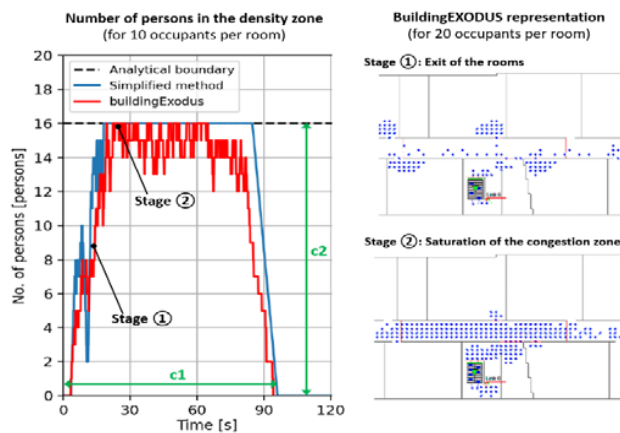 Number of persons in the density zone
(for 10 occupants per room)
20
18
16
14
12
10
8
6
4
2
0
No. of persons [persons]
Analytical boundary
Simplified method
buildingExodus
Stage ②
Stage ①
c1
c2
0
30
60
90
120
Time [s]
BuildingEXODUS representation
(for 20 occupants per room)
Stage ①: Exit of the rooms
Stage ②: Saturation of the congestion zone